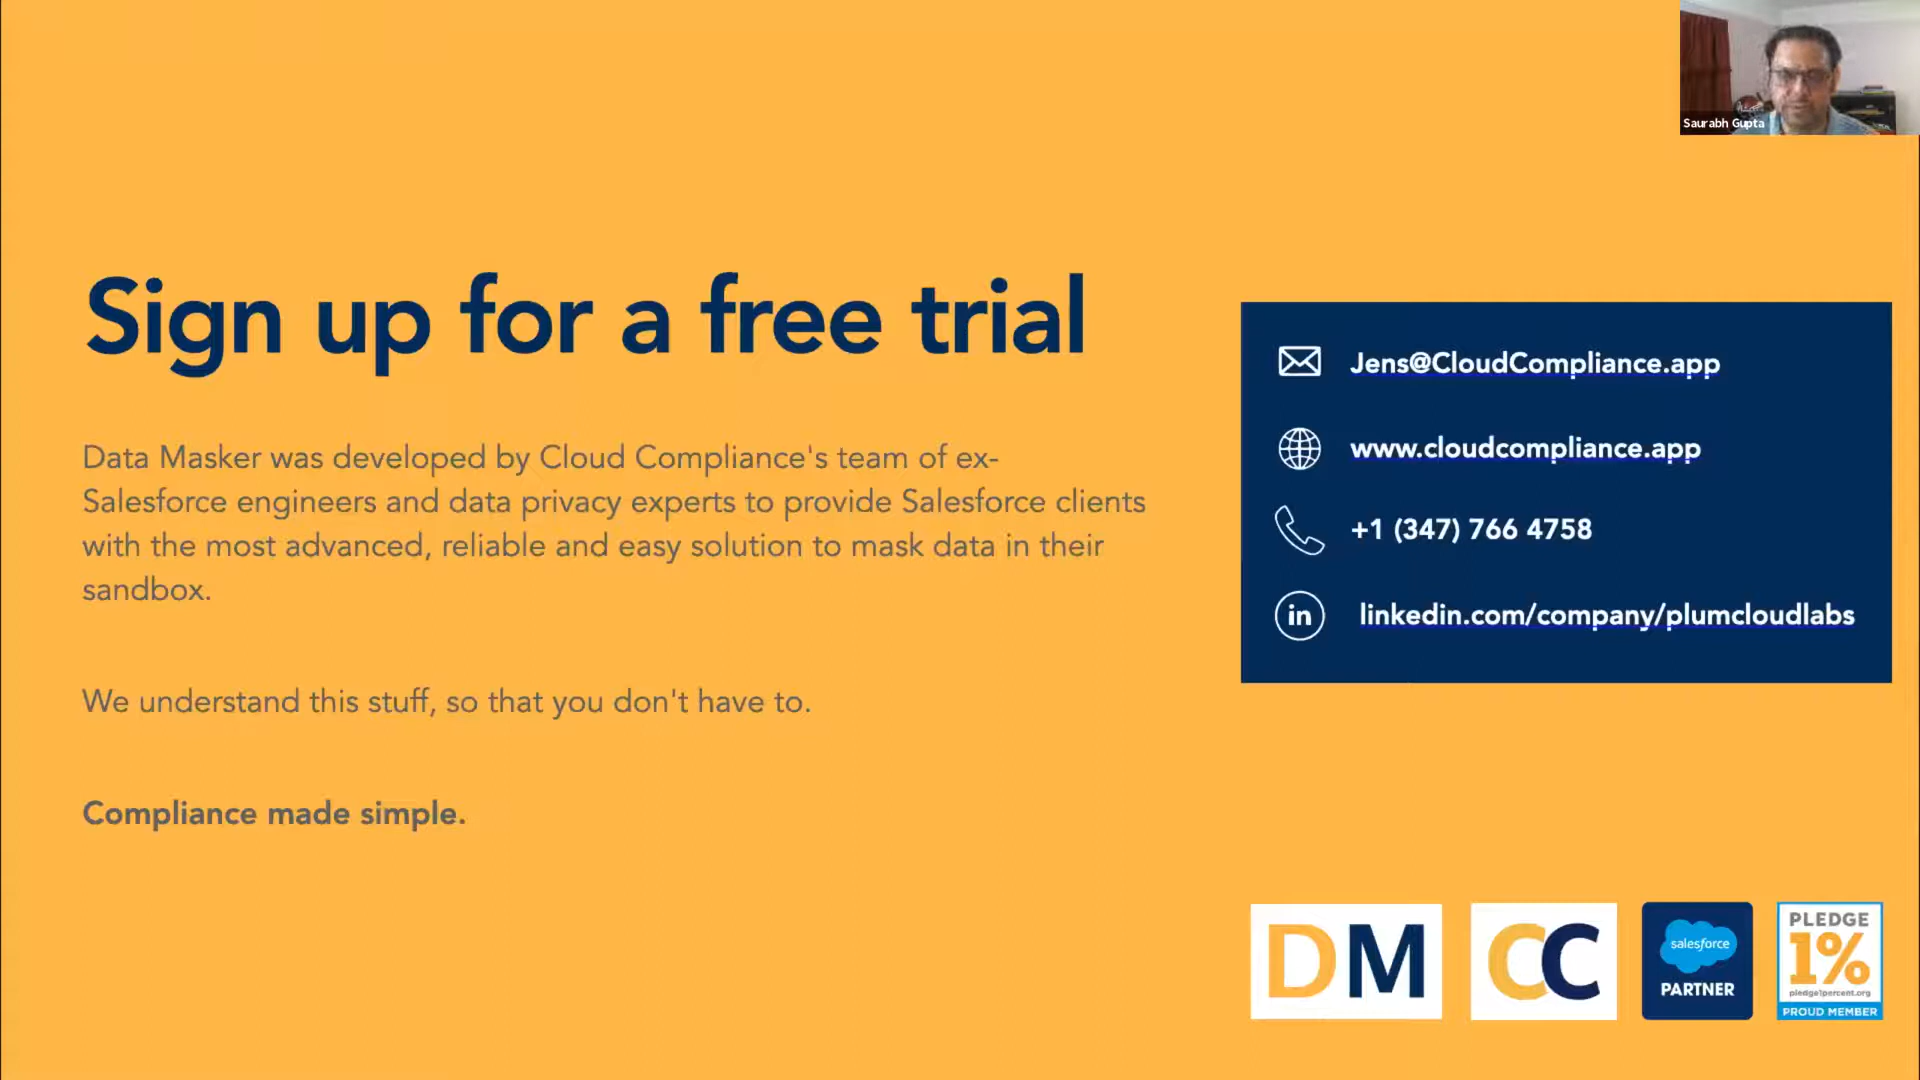 Saurabh Gupta
Sign up for a free trial
Data Masker was developed by Cloud Compliance's team of ex-
Salesforce engineers and data privacy experts to provide Salesforce clients
with the most advanced, reliable and easy solution to mask data in their
sandbox.
We understand this stuff, so that you don't have to.
Compliance made simple.
Jens@CloudCompliance.app
www.cloudcompliance.app
+1 (347) 766 4758
in
linkedin.com/company/plumcloudlabs
DM
CC
salesforce
PARTNER
PLEDGE
1%
pledge1percent.org
PROUD MEMBER